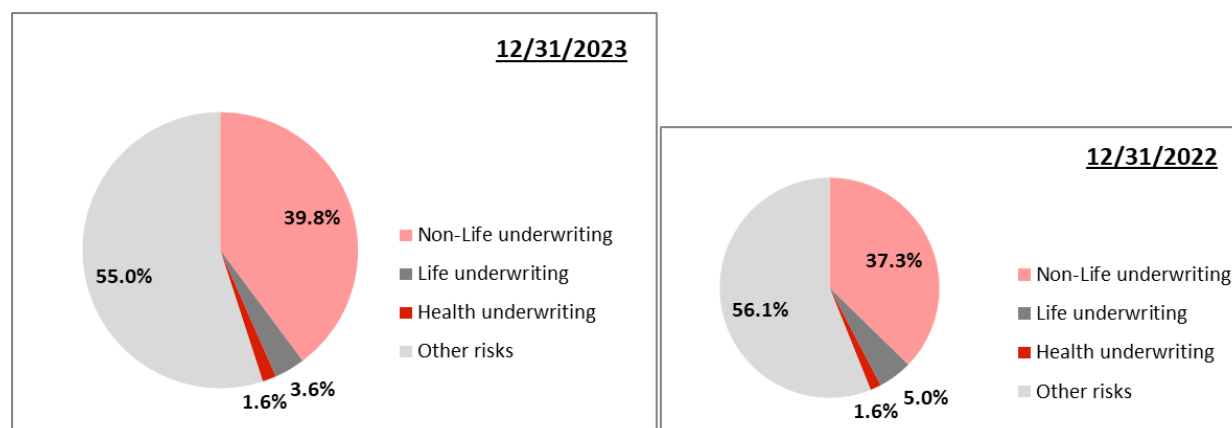 12/31/2023
39.8%
55.0%
3.6%
1.6%
Non-Life underwriting
Life underwriting
Health underwriting
Other risks
12/31/2022
37.3%
56.1%
5.0%
1.6%
Non-Life underwriting
Life underwriting
Health underwriting
Other risks